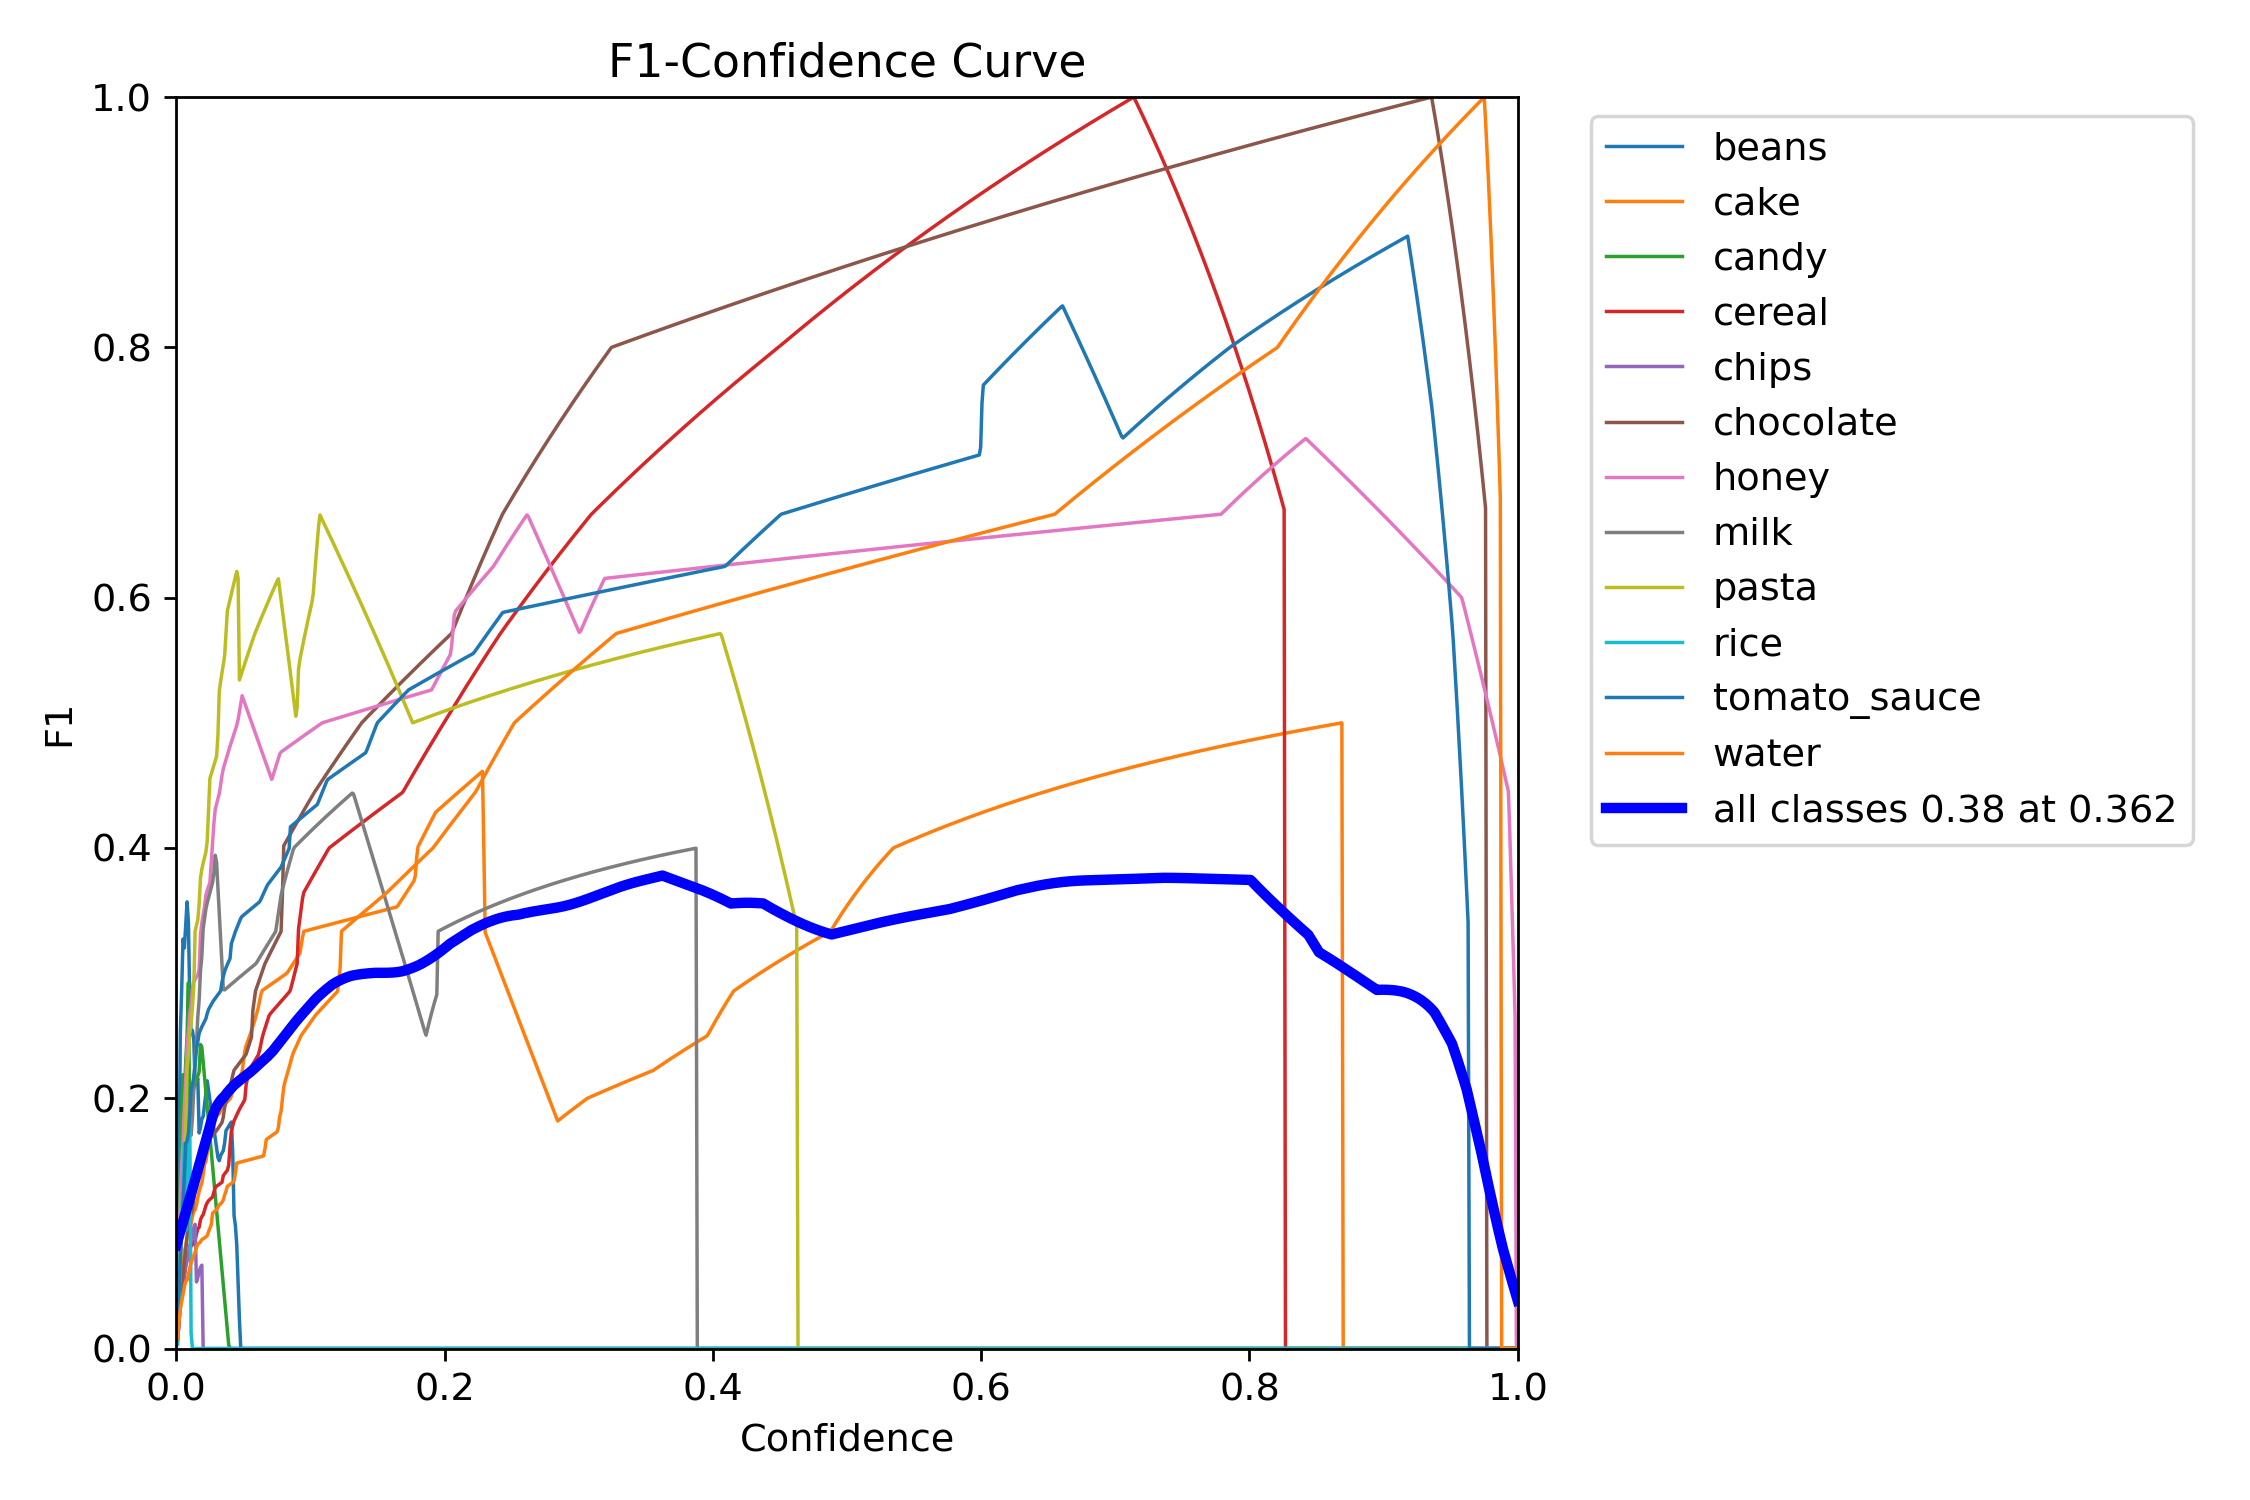 F1-Confidence Curve
1.0
0.8
0.6
0.4
0.2
0.0
F1
0.0 0.2 0.4 0.6 0.8 1.0
Confidence
beans
cake
candy
cereal
chips
chocolate
honey
milk
pasta
rice
tomato_sauce
water
all classes 0.38 at 0.362